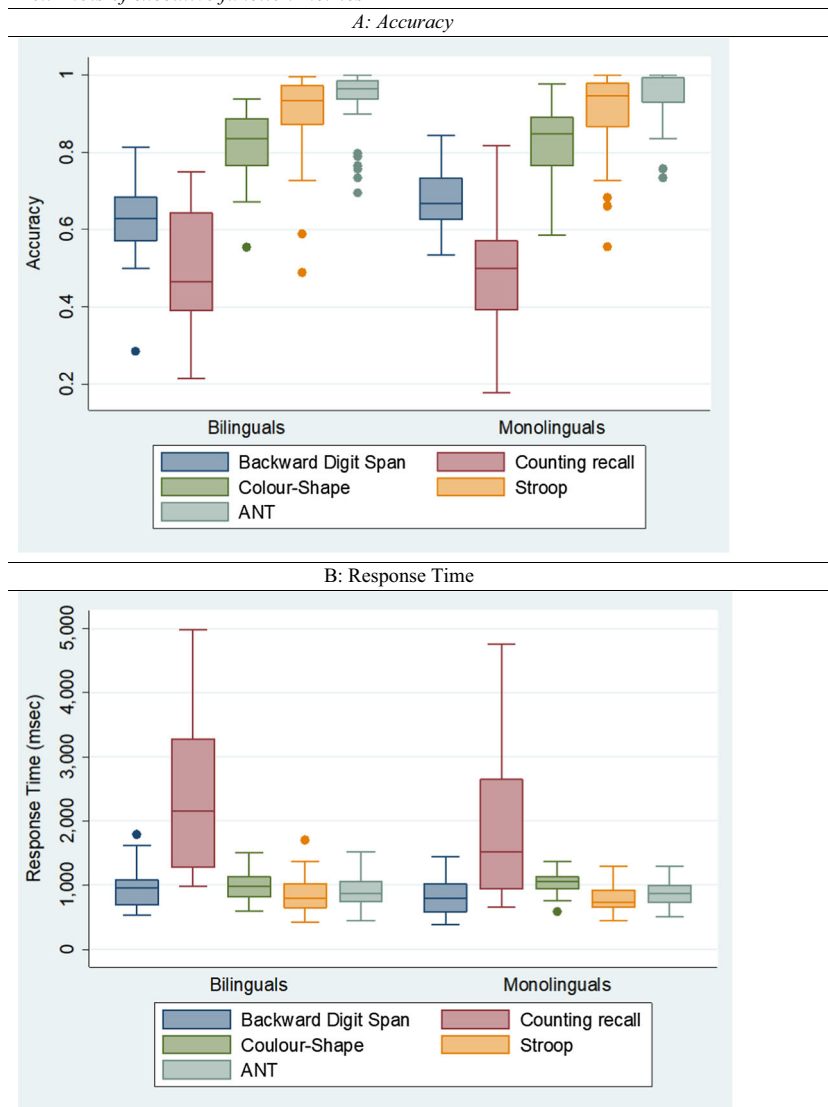 A: Accuracy
1
0.8
0.6
0.4
0.2
Accuracy
Bilinguals Monolinguals
Backward Digit Span Counting recall
Colour-Shape Stroop
ANT
B: Response Time
5,000
4,000
3,000
2,000
1,000
0
Response Time (msec)
Bilinguals Monolinguals
Backward Digit Span Counting recall
Coulour-Shape Stroop
ANT